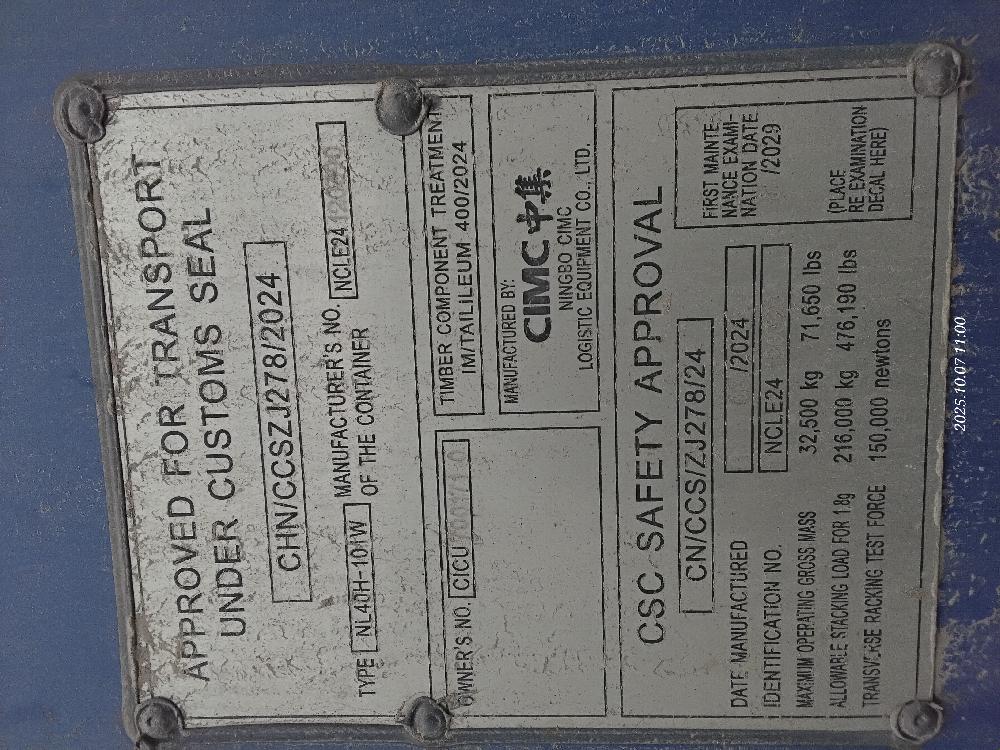 APPROVED FOR TRANSPORT
UNDER CUSTOMS SEAL
CHN/CCSZJ278/2024
TYPE NL40H-101W MANUFACTURER'S NO. OF THE CONTAINER NCLE24
OWNER'S NO. CICU
TIMBER COMPONENT TREATMENT
IM/TAILILEUM 400/2024
MANUFACTURED BY:
CIMC 中集
NINGBO CIMC
LOGISTIC EQUIPMENT CO., LTD.
CSC SAFETY APPROVAL
CN/CCS/ZJ278/24
DATE MANUFACTURED /2024
IDENTIFICATION NO. NCLE24
MAXIMUM OPERATING GROSS MASS 32,500 kg 71,650 lbs
ALLOWABLE STACKING LOAD FOR 1.8g 216,000 kg 476,190 lbs
TRANSVERSE RACKING TEST FORCE 150,000 newtons
FIRST MAINTE-
NANCE EXAMI-
NATION DATE
/2029
(PLACE
RE EXAMINATION
DECAL HERE)
2025.10.07 11:00